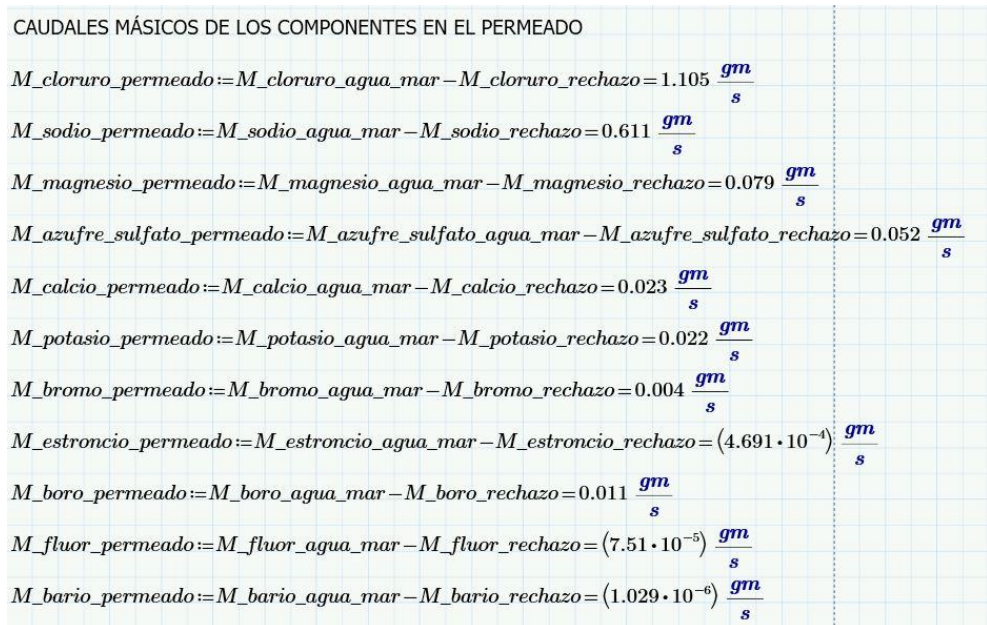 CAUDALES MÁSICOS DE LOS COMPONENTES EN EL PERMEADO
M_cloruro_permeado:=M_cloruro_agua_mar−M_cloruro_rechazo=1.105 gm/s
M_sodio_permeado:=M_sodio_agua_mar−M_sodio_rechazo=0.611 gm/s
M_magnesio_permeado:=M_magnesio_agua_mar−M_magnesio_rechazo=0.079 gm/s
M_azufre_sulfato_permeado:=M_azufre_sulfato_agua_mar−M_azufre_sulfato_rechazo=0.052 gm/s
M_calcio_permeado:=M_calcio_agua_mar−M_calcio_rechazo=0.023 gm/s
M_potasio_permeado:=M_potasio_agua_mar−M_potasio_rechazo=0.022 gm/s
M_bromo_permeado:=M_bromo_agua_mar−M_bromo_rechazo=0.004 gm/s
M_estroncio_permeado:=M_estroncio_agua_mar−M_estroncio_rechazo=(4.691·10⁻⁴) gm/s
M_boro_permeado:=M_boro_agua_mar−M_boro_rechazo=0.011 gm/s
M_fluor_permeado:=M_fluor_agua_mar−M_fluor_rechazo=(7.51·10⁻⁵) gm/s
M_bario_permeado:=M_bario_agua_mar−M_bario_rechazo=(1.029·10⁻⁶) gm/s